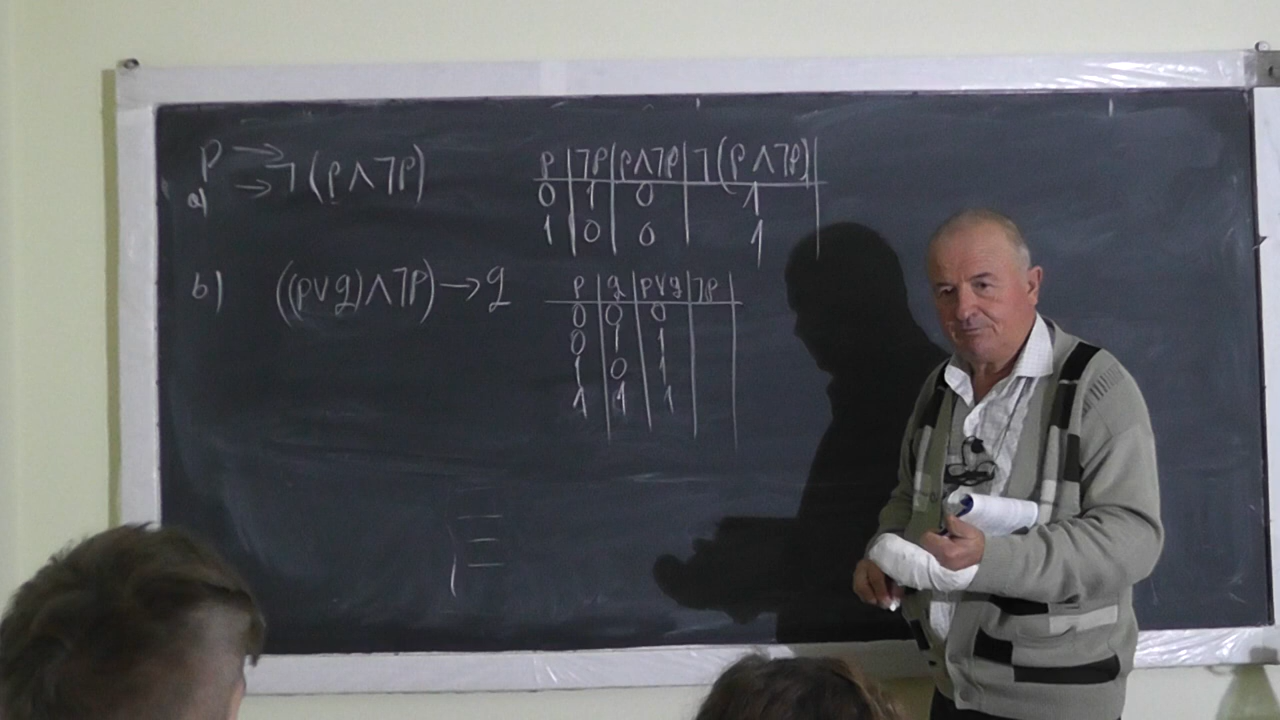 p →
a) → ¬(p∧¬p)
b) ((p∨q)∧¬p)→q
p | ¬p | p∧¬p | ¬(p∧¬p) |
0 | 1 | 0 | 1
1 | 0 | 0 | 1
p | q | p∨q | ¬p |
0 | 0 | 0 |
0 | 1 | 1 |
1 | 0 | 1 |
1 | 1 | 1 |